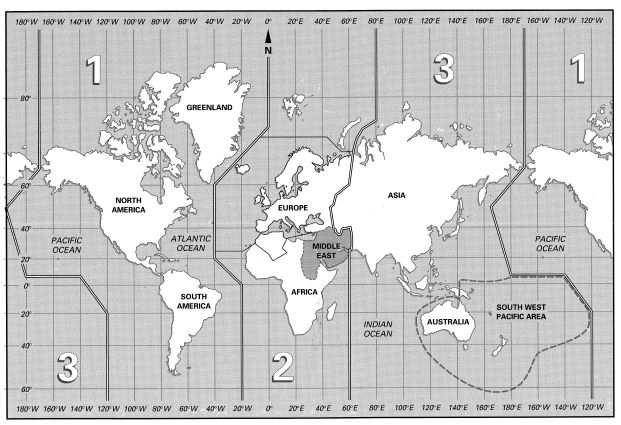 180°W 160°W 140°W 120°W 100°W 80°W 60°W 40°W 20°W 0° 20°E 40°E 60°E 80°E 100°E 120°E 140°E 160°E 180°W 160°W 140°W 120°W
N
1
3
1
80°
GREENLAND
60°
NORTH
AMERICA
EUROPE
ASIA
40°
PACIFIC
OCEAN
ATLANTIC
OCEAN
MIDDLE
EAST
PACIFIC
OCEAN
20°
0°
SOUTH
AMERICA
AFRICA
SOUTH WEST
PACIFIC AREA
INDIAN
OCEAN
AUSTRALIA
20°
40°
3
2
60°
180°W 160°W 140°W 120°W 100°W 80°W 60°W 40°W 20°W 0° 20°E 40°E 60°E 80°E 100°E 120°E 140°E 160°E 180°W 160°W 140°W 120°W